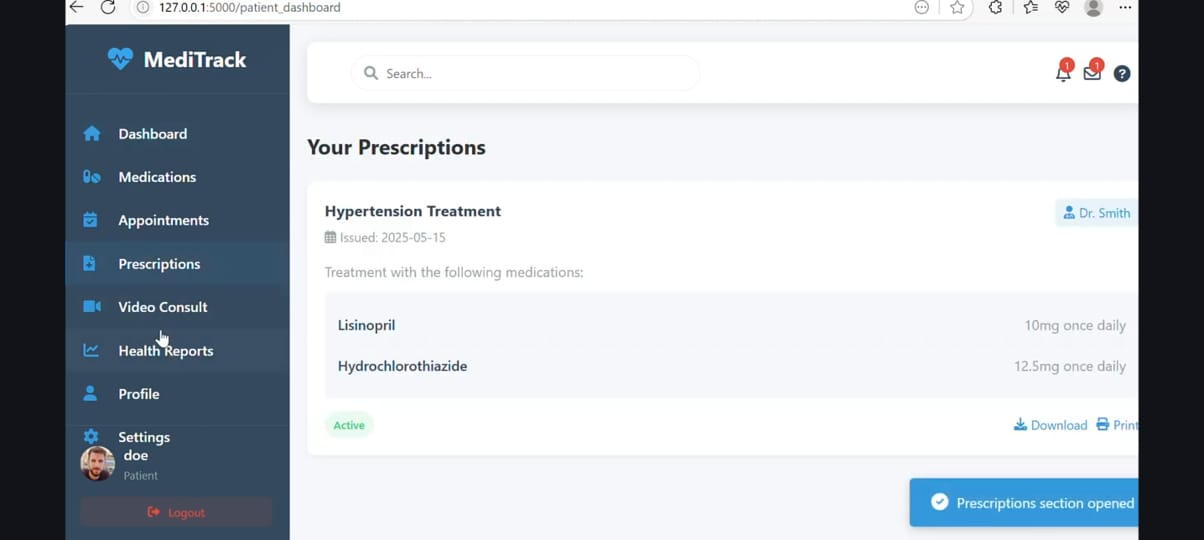 127.0.0.1:5000/patient_dashboard
MediTrack
Search...
1
1
?
Dashboard
Medications
Appointments
Prescriptions
Video Consult
Health Reports
Profile
Settings
doe
Patient
Logout
Your Prescriptions
Hypertension Treatment
Dr. Smith
Issued: 2025-05-15
Treatment with the following medications:
Lisinopril 10mg once daily
Hydrochlorothiazide 12.5mg once daily
Active
Download Print
Prescriptions section opened